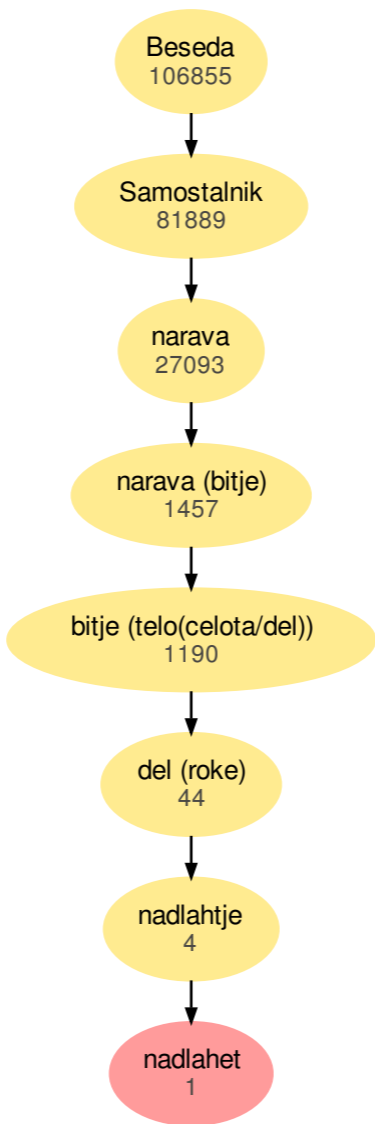 Beseda
106855
Samostalnik
81889
narava
27093
narava (bitje)
1457
bitje (telo(celota/del))
1190
del (roke)
44
nadlahtje
4
nadlahet
1